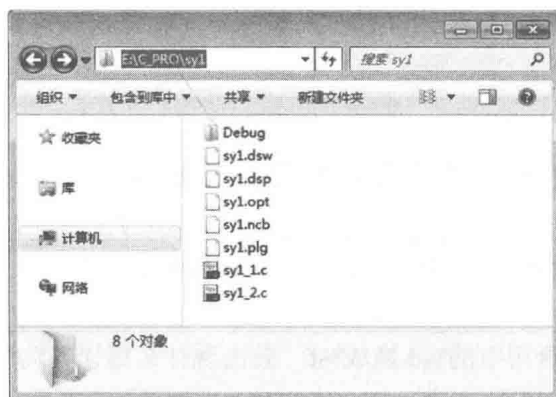 E:\C_PRO\sy1
搜索 sy1
组织 包含到库中 共享 新建文件夹
收藏夹
库
计算机
网络
Debug
sy1.dsw
sy1.dsp
sy1.opt
sy1.ncb
sy1.plg
sy1_1.c
sy1_2.c
8 个对象